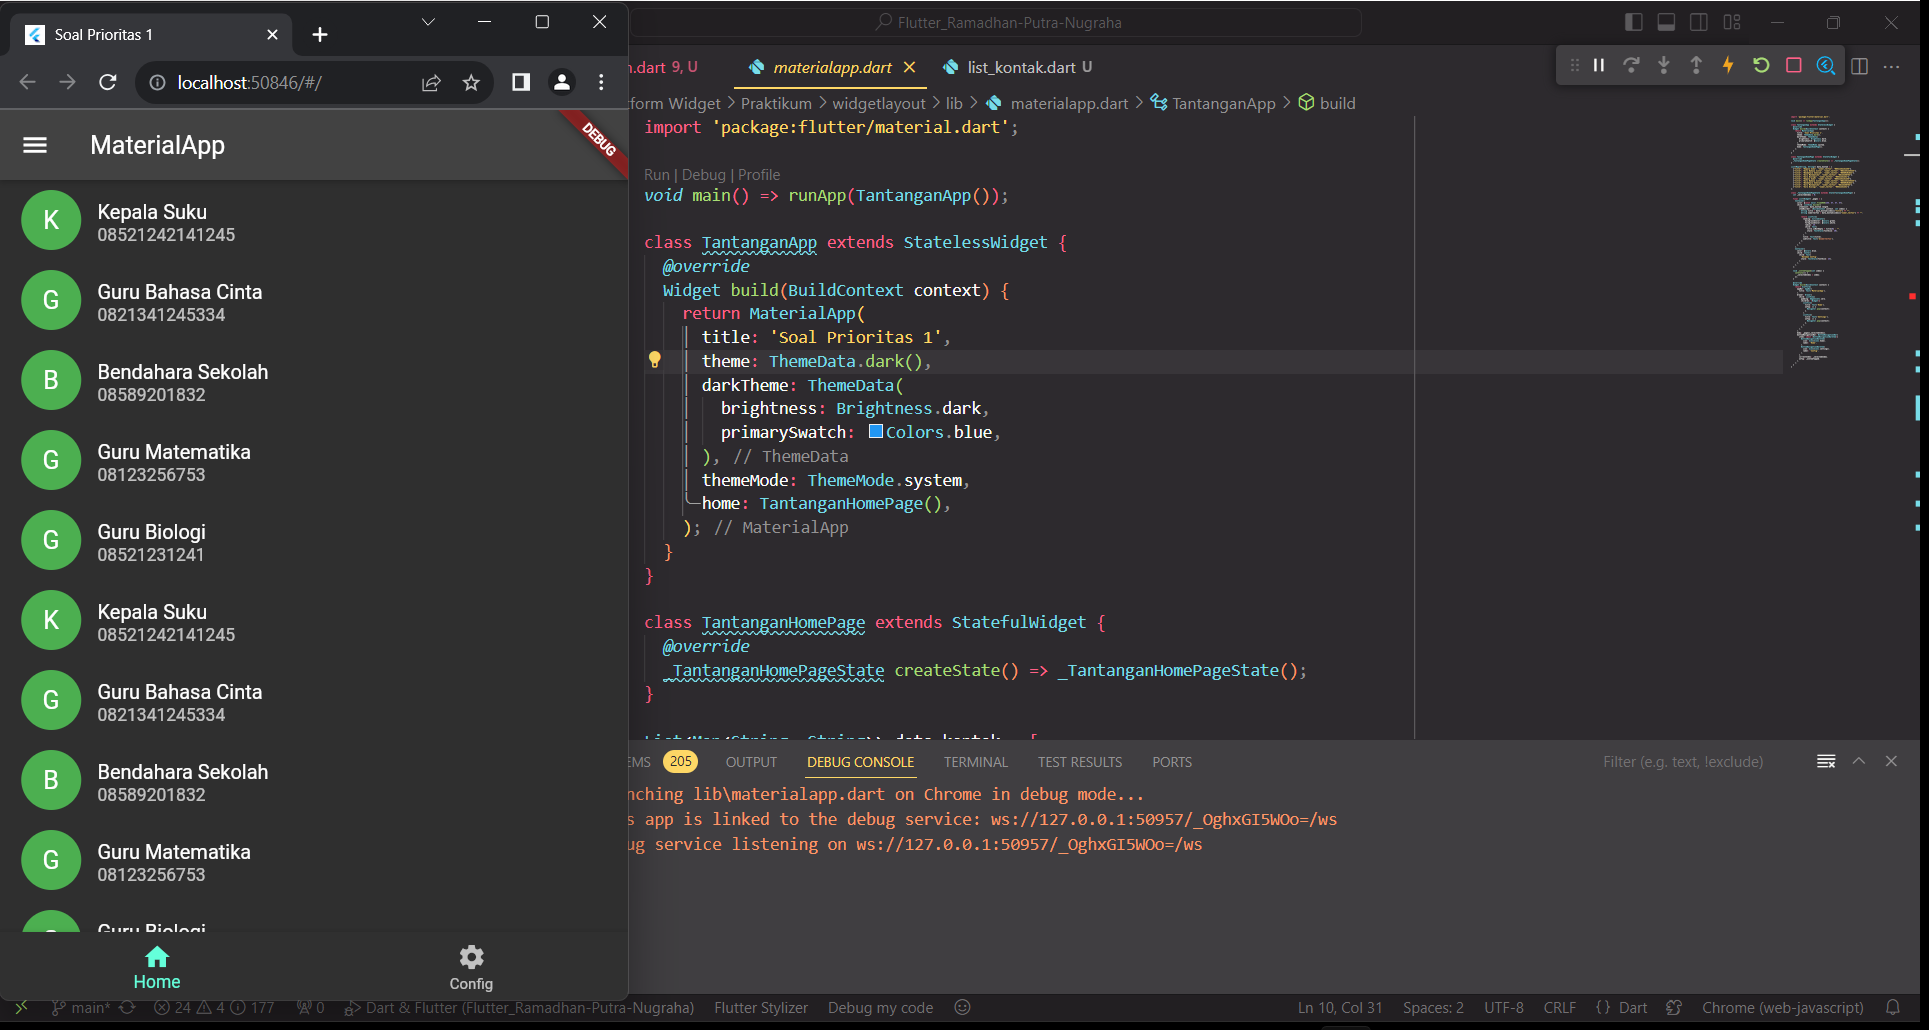 Soal Prioritas 1
localhost:50846/#/
MaterialApp
DEBUG
K
Kepala Suku
08521242141245
G
Guru Bahasa Cinta
0821341245334
B
Bendahara Sekolah
08589201832
G
Guru Matematika
08123256753
G
Guru Biologi
08521231241
K
Kepala Suku
08521242141245
G
Guru Bahasa Cinta
0821341245334
B
Bendahara Sekolah
08589201832
G
Guru Matematika
08123256753
Guru Biologi
Home
Config
Flutter_Ramadhan-Putra-Nugraha
n.dart 9, U
materialapp.dart
list_kontak.dart U
form Widget > Praktikum > widgetlayout > lib > materialapp.dart > TantanganApp > build
import 'package:flutter/material.dart';
Run | Debug | Profile
void main() => runApp(TantanganApp());
class TantanganApp extends StatelessWidget {
@override
Widget build(BuildContext context) {
return MaterialApp(
title: 'Soal Prioritas 1',
theme: ThemeData.dark(),
darkTheme: ThemeData(
brightness: Brightness.dark,
primarySwatch: Colors.blue,
), // ThemeData
themeMode: ThemeMode.system,
home: TantanganHomePage(),
); // MaterialApp
}
}
class TantanganHomePage extends StatefulWidget {
@override
_TantanganHomePageState createState() => _TantanganHomePageState();
}
List<Map<String, String>> data_kontak = [
EMS 205 OUTPUT DEBUG CONSOLE TERMINAL TEST RESULTS PORTS
Filter (e.g. text, !exclude)
nching lib\materialapp.dart on Chrome in debug mode...
s app is linked to the debug service: ws://127.0.0.1:50957/_OghxGI5WOo=/ws
ug service listening on ws://127.0.0.1:50957/_OghxGI5WOo=/ws
main* 24 4 177 0 Dart & Flutter (Flutter_Ramadhan-Putra-Nugraha) Flutter Stylizer Debug my code
Ln 10, Col 31 Spaces: 2 UTF-8 CRLF {} Dart Chrome (web-javascript)